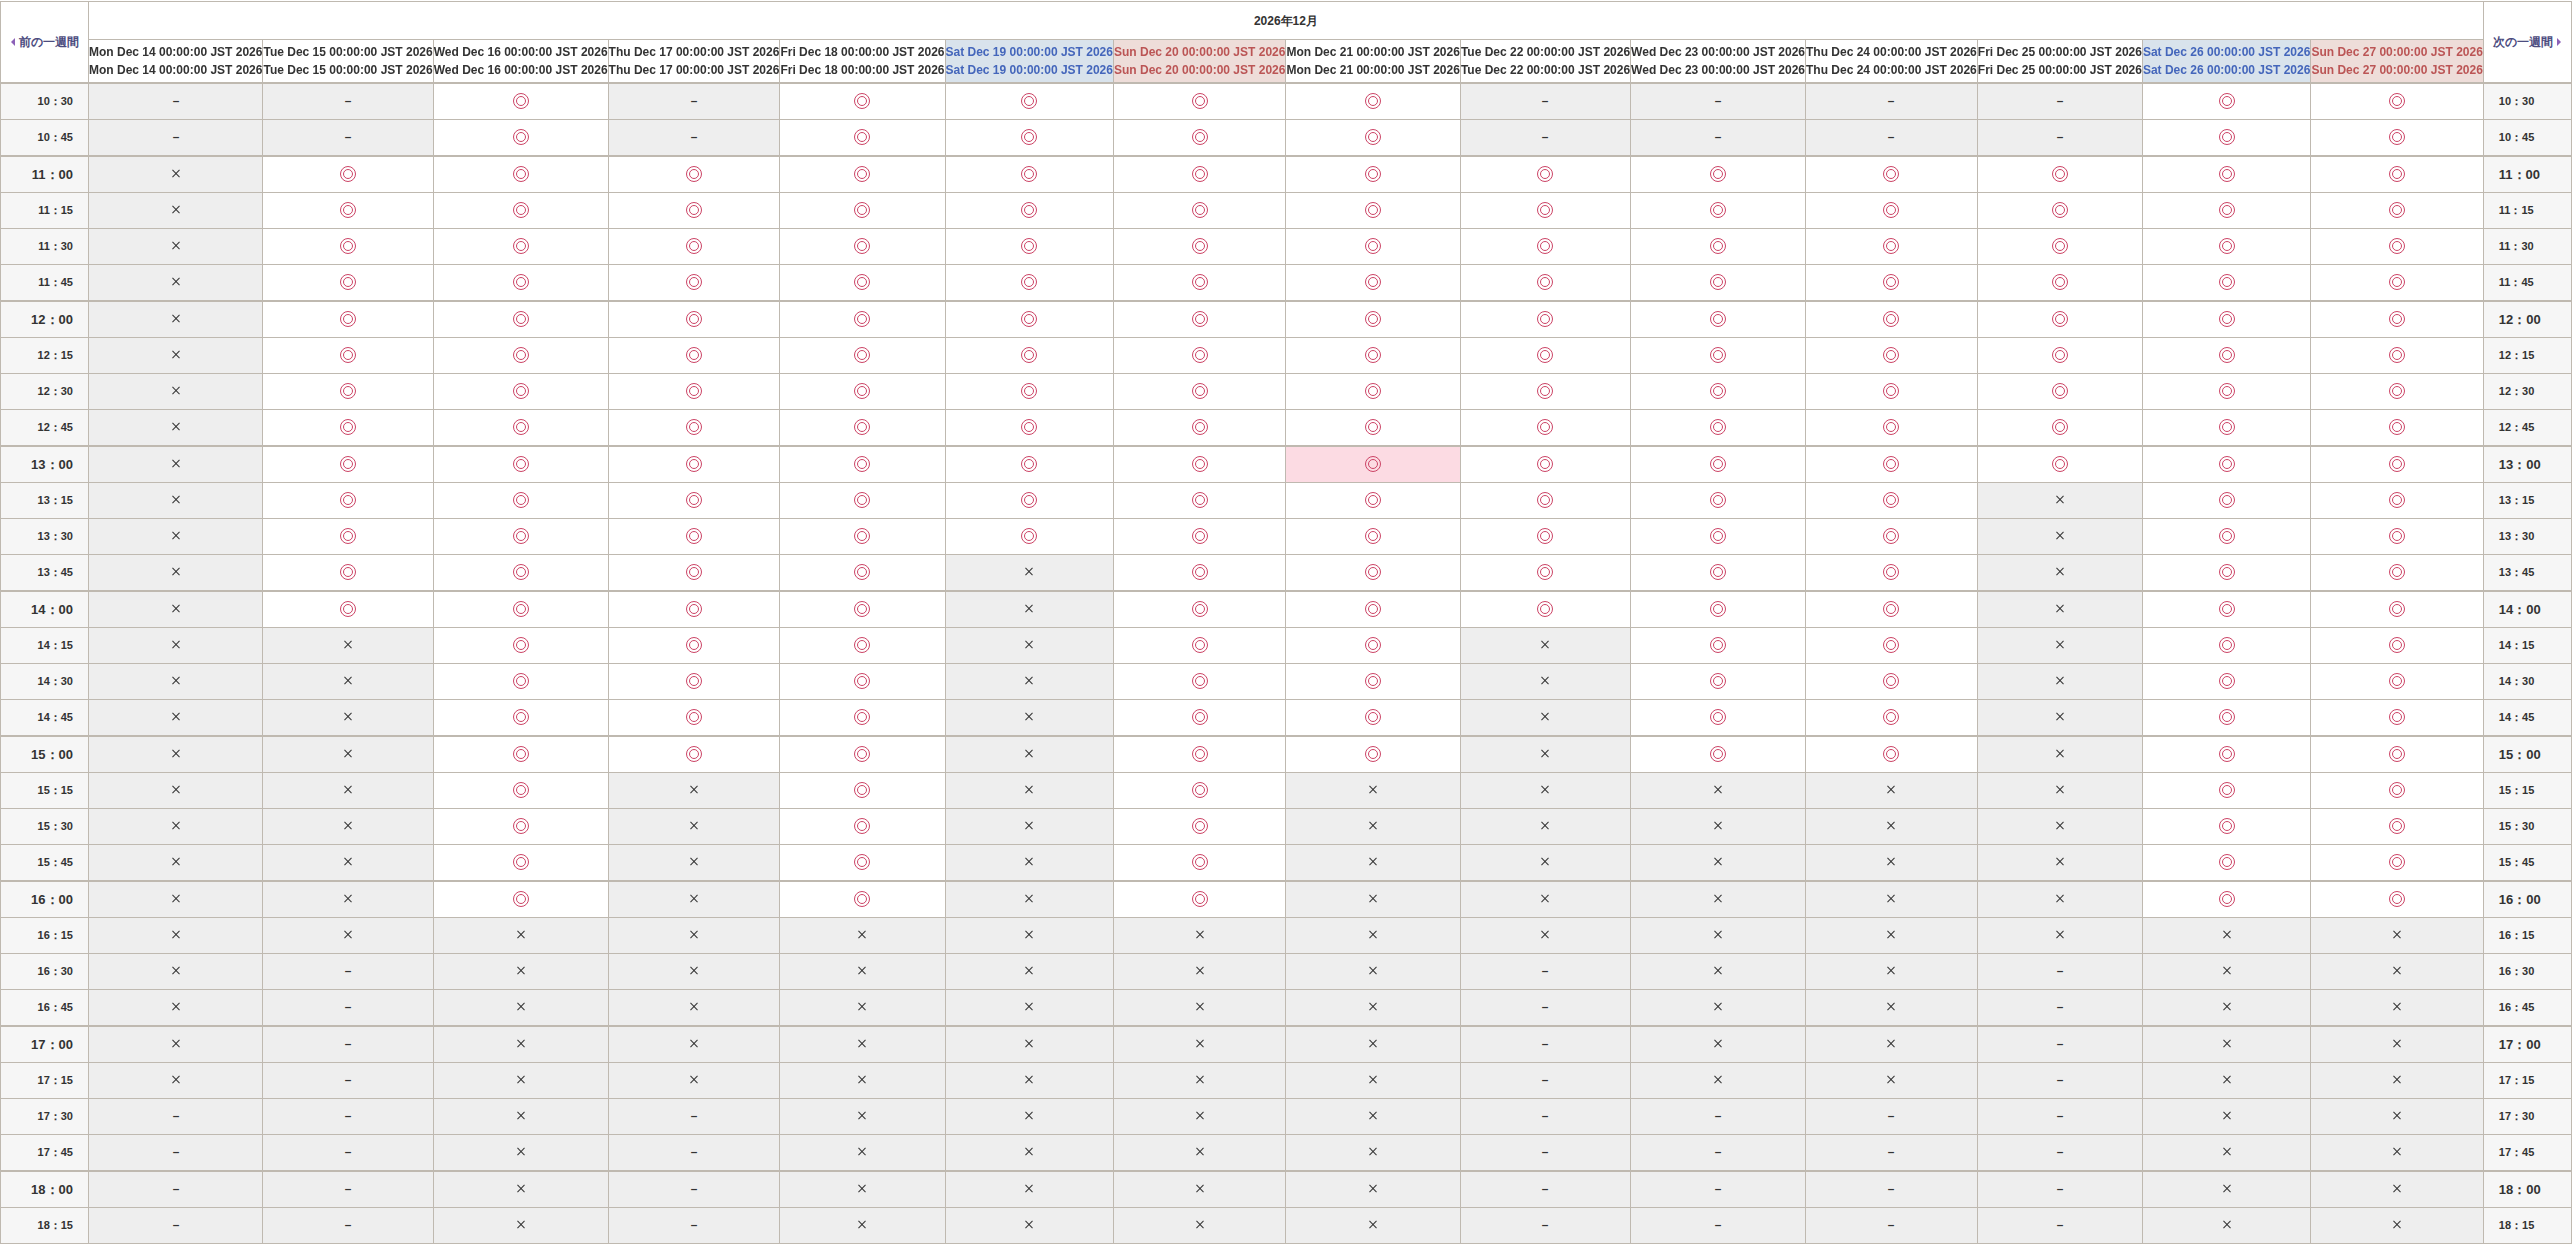 2026年12月
前の一週間 次の一週間
Mon Dec 14 00:00:00 JST 2026 Tue Dec 15 00:00:00 JST 2026 Wed Dec 16 00:00:00 JST 2026 Thu Dec 17 00:00:00 JST 2026 Fri Dec 18 00:00:00 JST 2026 Sat Dec 19 00:00:00 JST 2026 Sun Dec 20 00:00:00 JST 2026 Mon Dec 21 00:00:00 JST 2026 Tue Dec 22 00:00:00 JST 2026 Wed Dec 23 00:00:00 JST 2026 Thu Dec 24 00:00:00 JST 2026 Fri Dec 25 00:00:00 JST 2026 Sat Dec 26 00:00:00 JST 2026 Sun Dec 27 00:00:00 JST 2026
Mon Dec 14 00:00:00 JST 2026 Tue Dec 15 00:00:00 JST 2026 Wed Dec 16 00:00:00 JST 2026 Thu Dec 17 00:00:00 JST 2026 Fri Dec 18 00:00:00 JST 2026 Sat Dec 19 00:00:00 JST 2026 Sun Dec 20 00:00:00 JST 2026 Mon Dec 21 00:00:00 JST 2026 Tue Dec 22 00:00:00 JST 2026 Wed Dec 23 00:00:00 JST 2026 Thu Dec 24 00:00:00 JST 2026 Fri Dec 25 00:00:00 JST 2026 Sat Dec 26 00:00:00 JST 2026 Sun Dec 27 00:00:00 JST 2026
10：30 – – ◎ – ◎ ◎ ◎ ◎ – – – – ◎ ◎ 10：30
10：45 – – ◎ – ◎ ◎ ◎ ◎ – – – – ◎ ◎ 10：45
11：00 × ◎ ◎ ◎ ◎ ◎ ◎ ◎ ◎ ◎ ◎ ◎ ◎ ◎ 11：00
11：15 × ◎ ◎ ◎ ◎ ◎ ◎ ◎ ◎ ◎ ◎ ◎ ◎ ◎ 11：15
11：30 × ◎ ◎ ◎ ◎ ◎ ◎ ◎ ◎ ◎ ◎ ◎ ◎ ◎ 11：30
11：45 × ◎ ◎ ◎ ◎ ◎ ◎ ◎ ◎ ◎ ◎ ◎ ◎ ◎ 11：45
12：00 × ◎ ◎ ◎ ◎ ◎ ◎ ◎ ◎ ◎ ◎ ◎ ◎ ◎ 12：00
12：15 × ◎ ◎ ◎ ◎ ◎ ◎ ◎ ◎ ◎ ◎ ◎ ◎ ◎ 12：15
12：30 × ◎ ◎ ◎ ◎ ◎ ◎ ◎ ◎ ◎ ◎ ◎ ◎ ◎ 12：30
12：45 × ◎ ◎ ◎ ◎ ◎ ◎ ◎ ◎ ◎ ◎ ◎ ◎ ◎ 12：45
13：00 × ◎ ◎ ◎ ◎ ◎ ◎ ◎ ◎ ◎ ◎ ◎ ◎ ◎ 13：00
13：15 × ◎ ◎ ◎ ◎ ◎ ◎ ◎ ◎ ◎ ◎ × ◎ ◎ 13：15
13：30 × ◎ ◎ ◎ ◎ ◎ ◎ ◎ ◎ ◎ ◎ × ◎ ◎ 13：30
13：45 × ◎ ◎ ◎ ◎ × ◎ ◎ ◎ ◎ ◎ × ◎ ◎ 13：45
14：00 × ◎ ◎ ◎ ◎ × ◎ ◎ ◎ ◎ ◎ × ◎ ◎ 14：00
14：15 × × ◎ ◎ ◎ × ◎ ◎ × ◎ ◎ × ◎ ◎ 14：15
14：30 × × ◎ ◎ ◎ × ◎ ◎ × ◎ ◎ × ◎ ◎ 14：30
14：45 × × ◎ ◎ ◎ × ◎ ◎ × ◎ ◎ × ◎ ◎ 14：45
15：00 × × ◎ ◎ ◎ × ◎ ◎ × ◎ ◎ × ◎ ◎ 15：00
15：15 × × ◎ × ◎ × ◎ × × × × × ◎ ◎ 15：15
15：30 × × ◎ × ◎ × ◎ × × × × × ◎ ◎ 15：30
15：45 × × ◎ × ◎ × ◎ × × × × × ◎ ◎ 15：45
16：00 × × ◎ × ◎ × ◎ × × × × × ◎ ◎ 16：00
16：15 × × × × × × × × × × × × × × 16：15
16：30 × – × × × × × × – × × – × × 16：30
16：45 × – × × × × × × – × × – × × 16：45
17：00 × – × × × × × × – × × – × × 17：00
17：15 × – × × × × × × – × × – × × 17：15
17：30 – – × – × × × × – – – – × × 17：30
17：45 – – × – × × × × – – – – × × 17：45
18：00 – – × – × × × × – – – – × × 18：00
18：15 – – × – × × × × – – – – × × 18：15